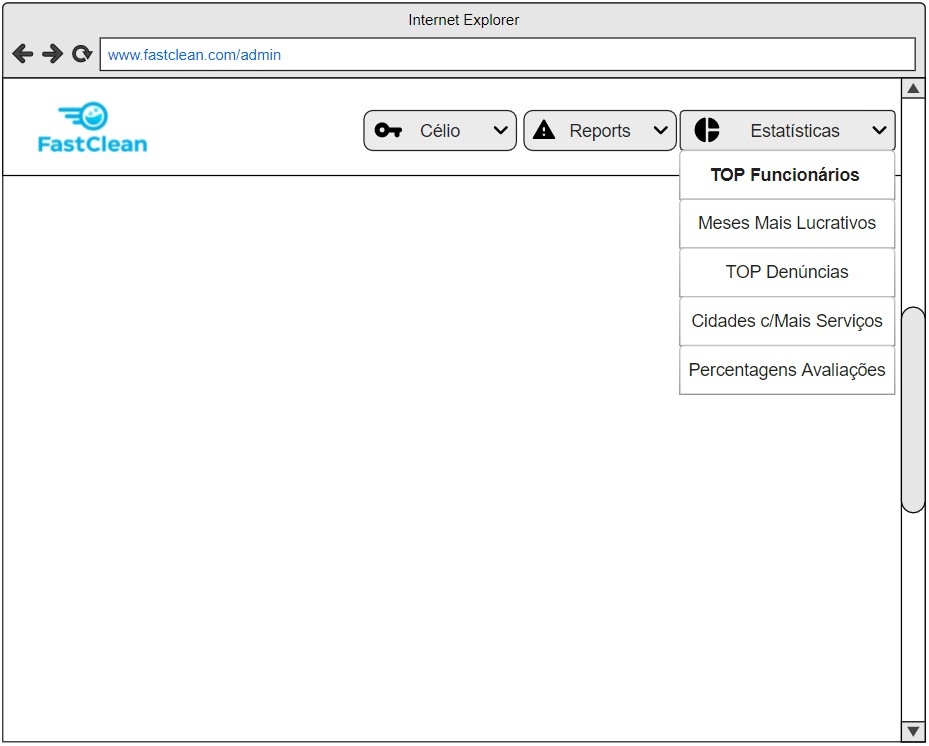 Internet Explorer
www.fastclean.com/admin
FastClean
Célio
Reports
Estatísticas
TOP Funcionários
Meses Mais Lucrativos
TOP Denúncias
Cidades c/Mais Serviços
Percentagens Avaliações